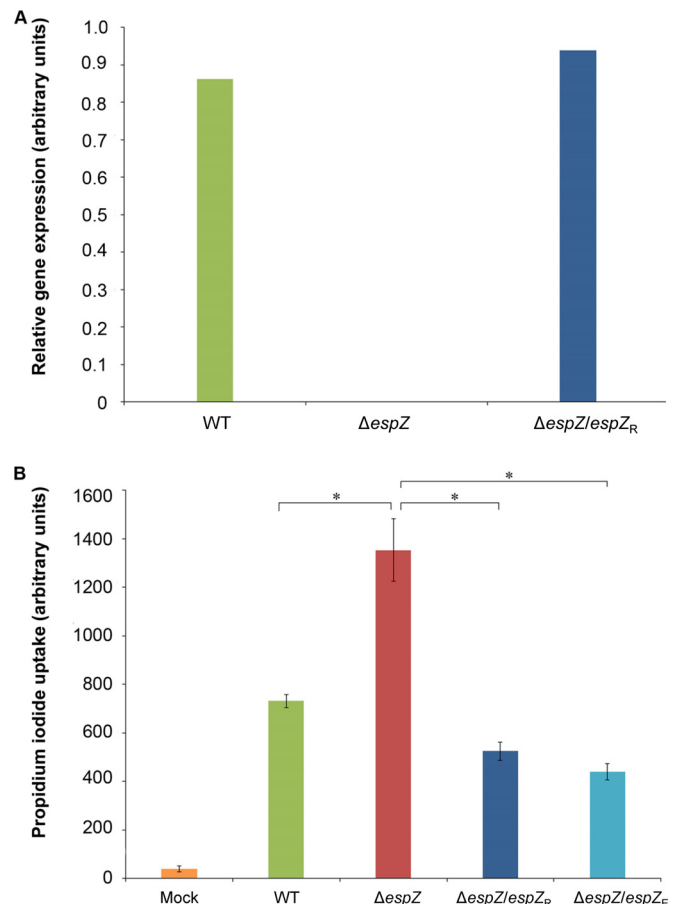 A
Relative gene expression (arbitrary units)
1.0
0.9
0.8
0.7
0.6
0.5
0.4
0.3
0.2
0.1
0
WT ΔespZ ΔespZ/espZR
B
Propidium iodide uptake (arbitrary units)
1600
1400
1200
1000
800
600
400
200
0
* * *
Mock WT ΔespZ ΔespZ/espZR ΔespZ/espZE